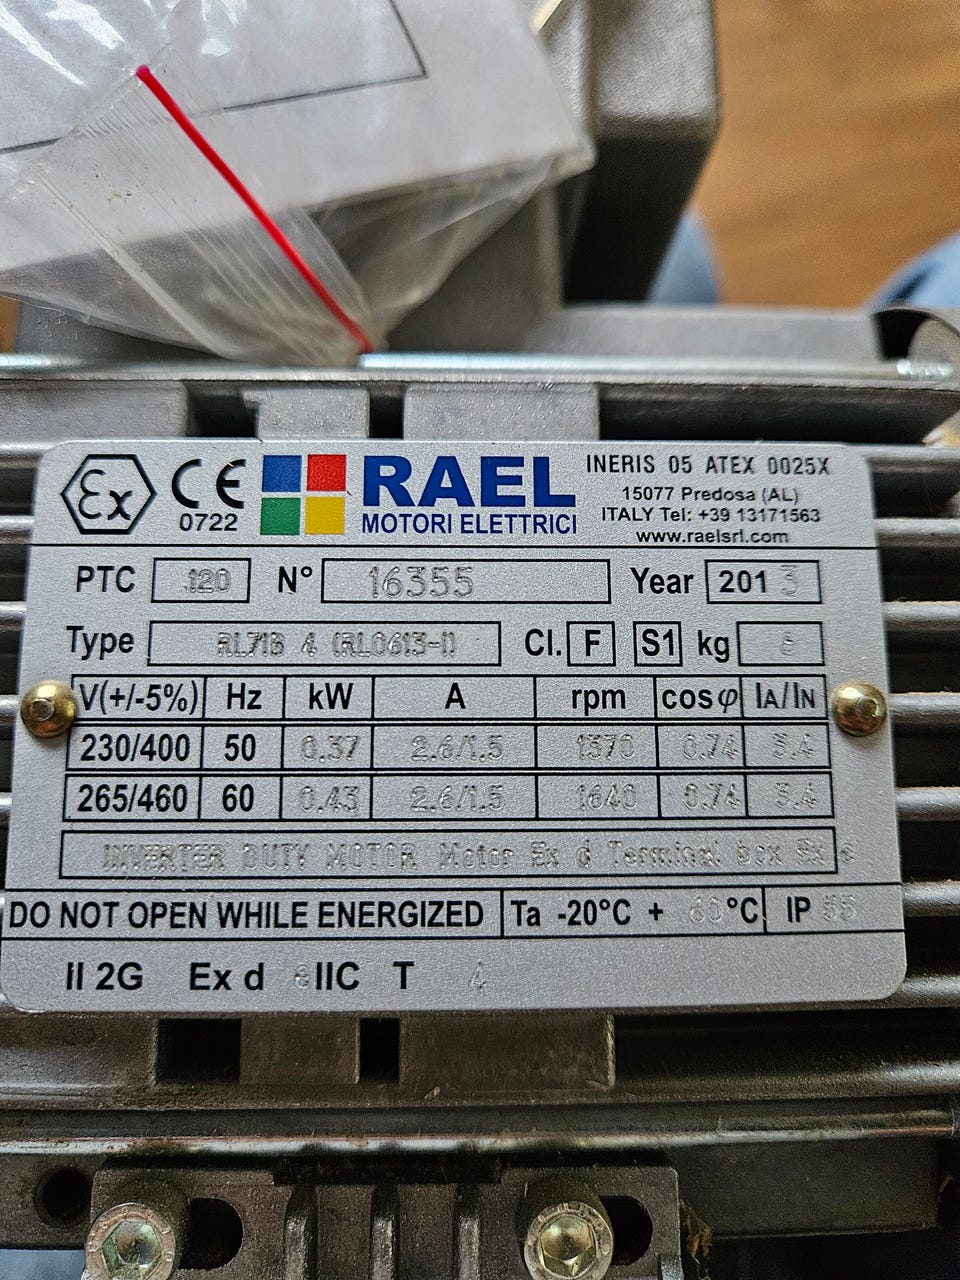 Ex CE 0722 RAEL MOTORI ELETTRICI
INERIS 05 ATEX 0025X
15077 Predosa (AL)
ITALY Tel: +39 13171563
www.raelsrl.com
PTC 120 N° 16355 Year 2013
Type RL71B 4 (RL0613-I) Cl. F S1 kg
V(+/-5%) Hz kW A rpm cosφ IA/IN
230/400 50 0.37 2.6/1.5 1370 0.74 3.4
265/460 60 0.43 2.6/1.5 1640 0.74 3.4
INVERTER DUTY MOTOR Motor Ex d Terminal box Ex e
DO NOT OPEN WHILE ENERGIZED Ta -20°C + 60°C IP 55
II 2G Ex d e IIC T 4